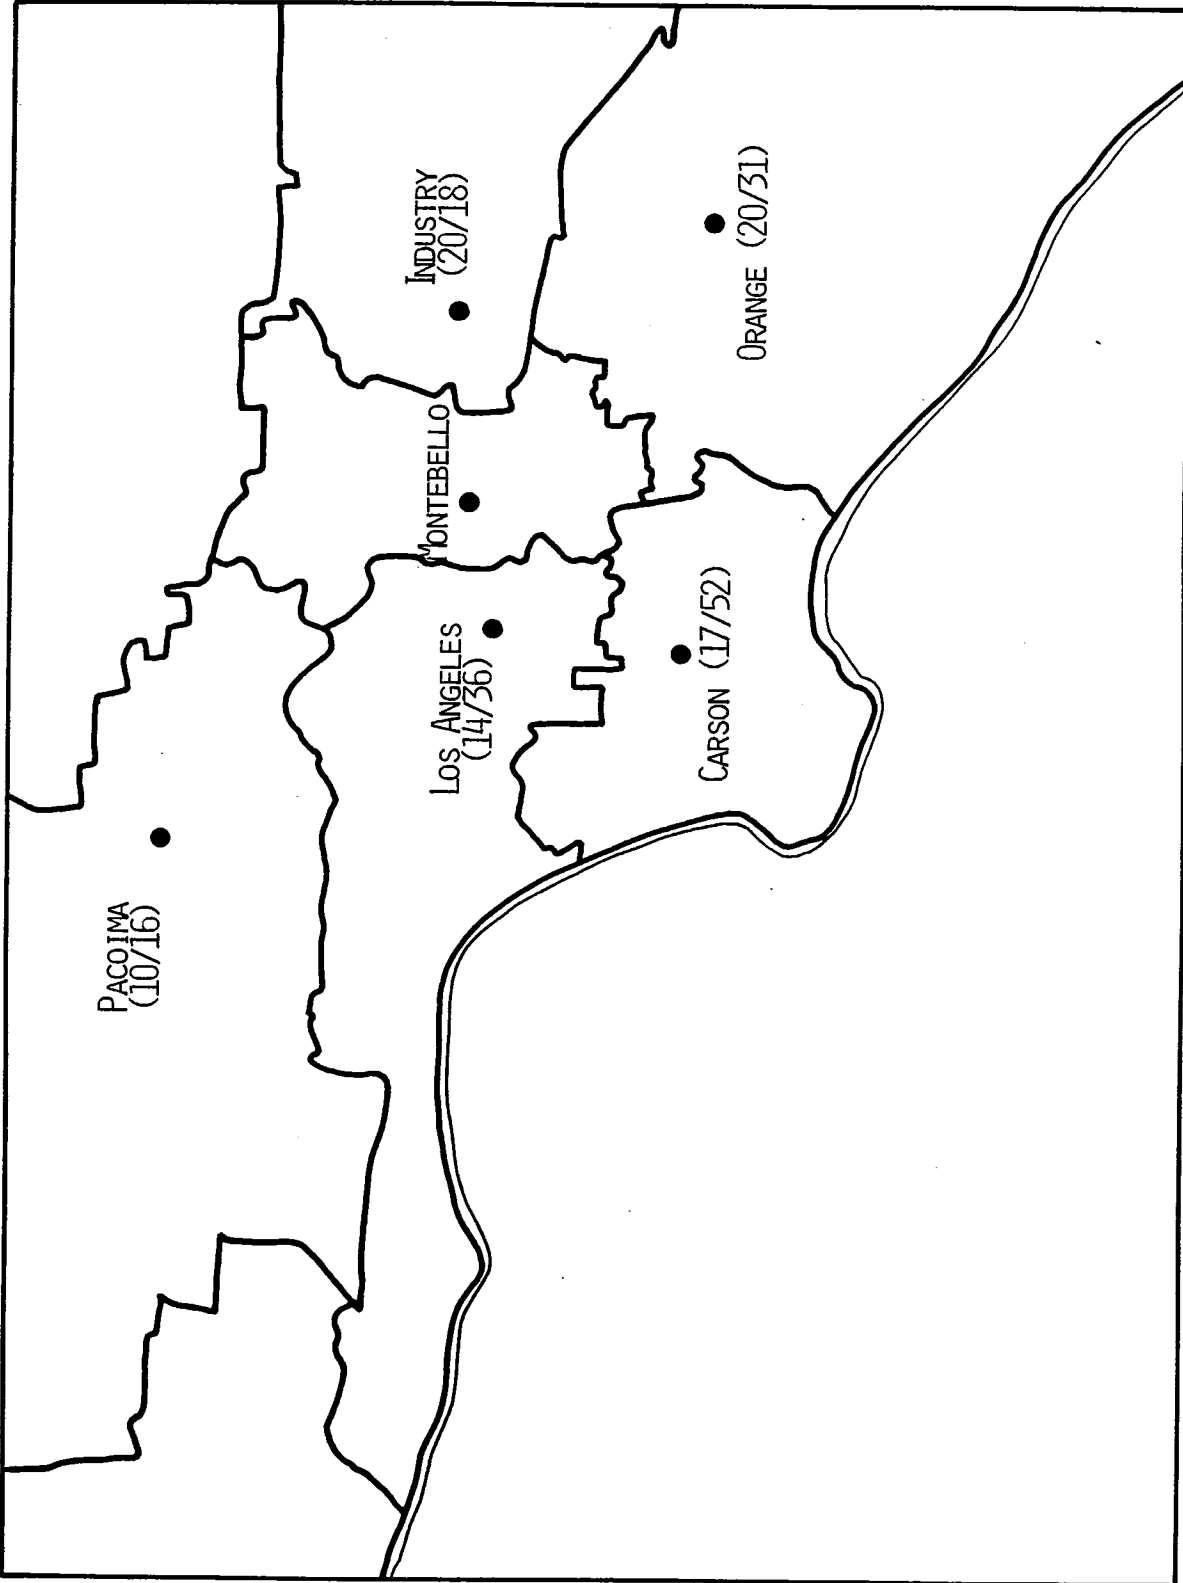 PACOIMA
(10/16)
LOS ANGELES
(14/36)
MONTEBELLO
INDUSTRY
(20/18)
CARSON (17/52)
ORANGE (20/31)